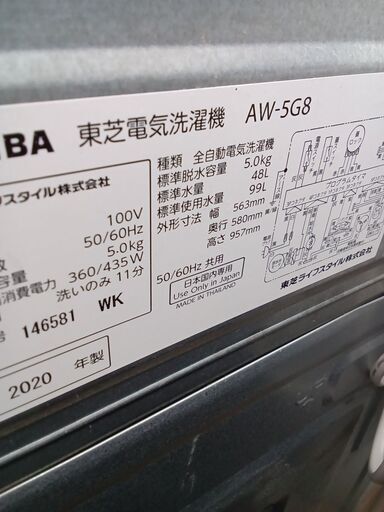 IBA 東芝電気洗濯機 AW-5G8
種類 全自動電気洗濯機
標準脱水容量 5.0kg
標準水量 48L
標準使用水量 99L
外形寸法 幅 563mm
奥行 580mm
高さ 957mm
50/60Hz 共用
日本国内専用
Use Only in Japan
MADE IN THAILAND
フスタイル株式会社
100V
50/60Hz
容量 5.0kg
消費電力 360/435W
洗いのみ 11分
号 146581 WK
2020 年製
東芝ライフスタイル株式会社